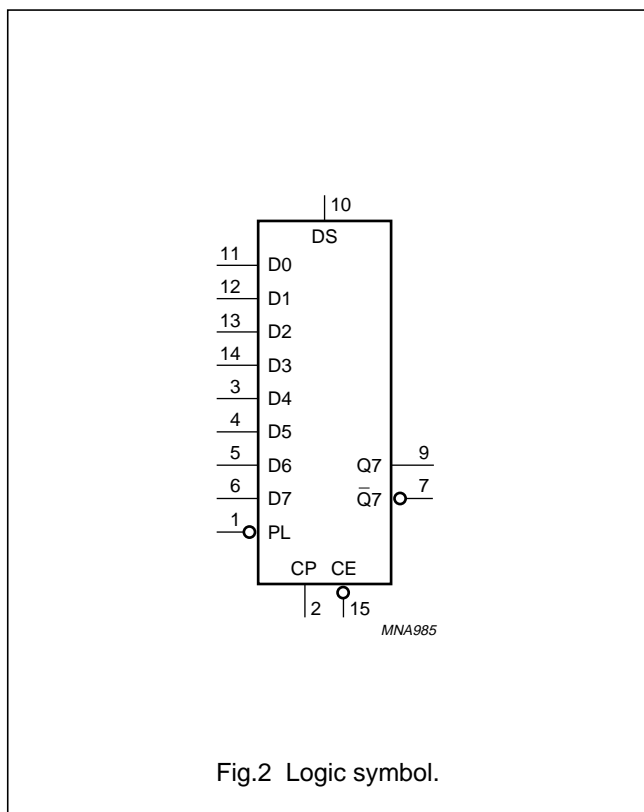 10
DS
11 D0
12 D1
13 D2
14 D3
3 D4
4 D5
5 D6 Q7 9
6 D7 Q̅7 7
1 PL
CP CE
2 15
MNA985
Fig.2 Logic symbol.